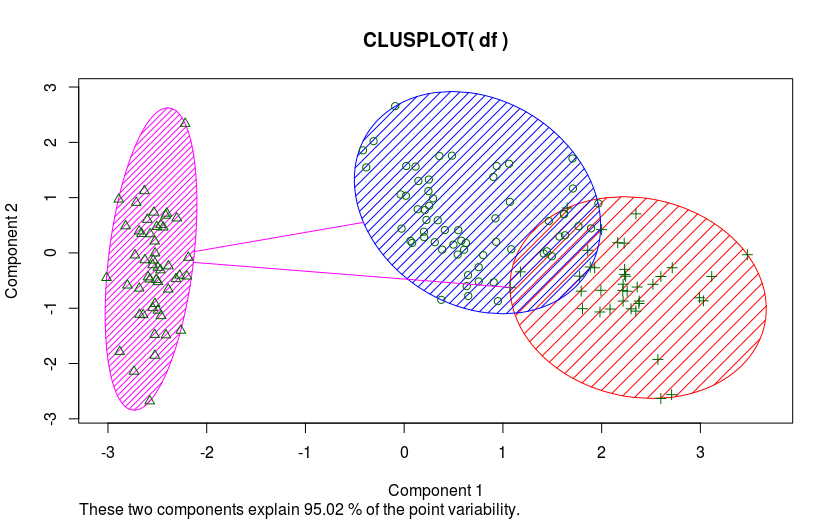 CLUSPLOT( df )
3
2
1
0
-1
-2
-3
Component 2
-3 -2 -1 0 1 2 3
Component 1
These two components explain 95.02 % of the point variability.